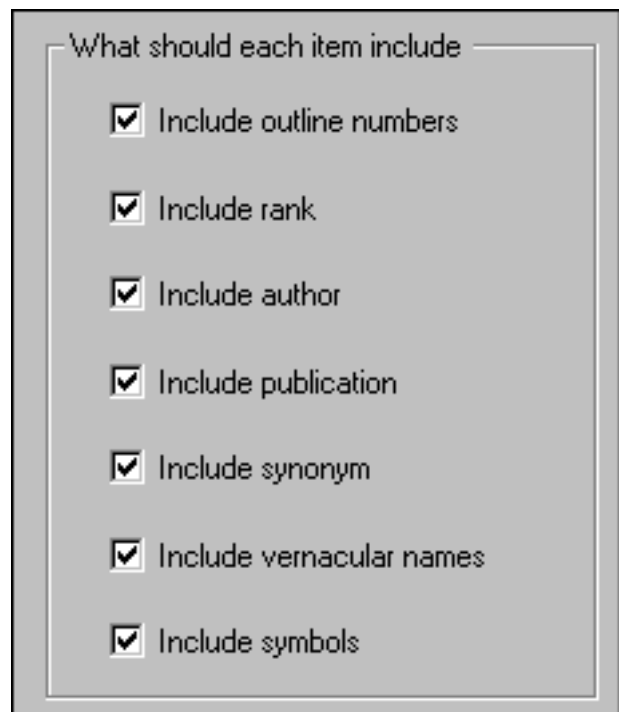 What should each item include
Include outline numbers
Include rank
Include author
Include publication
Include synonym
Include vernacular names
Include symbols